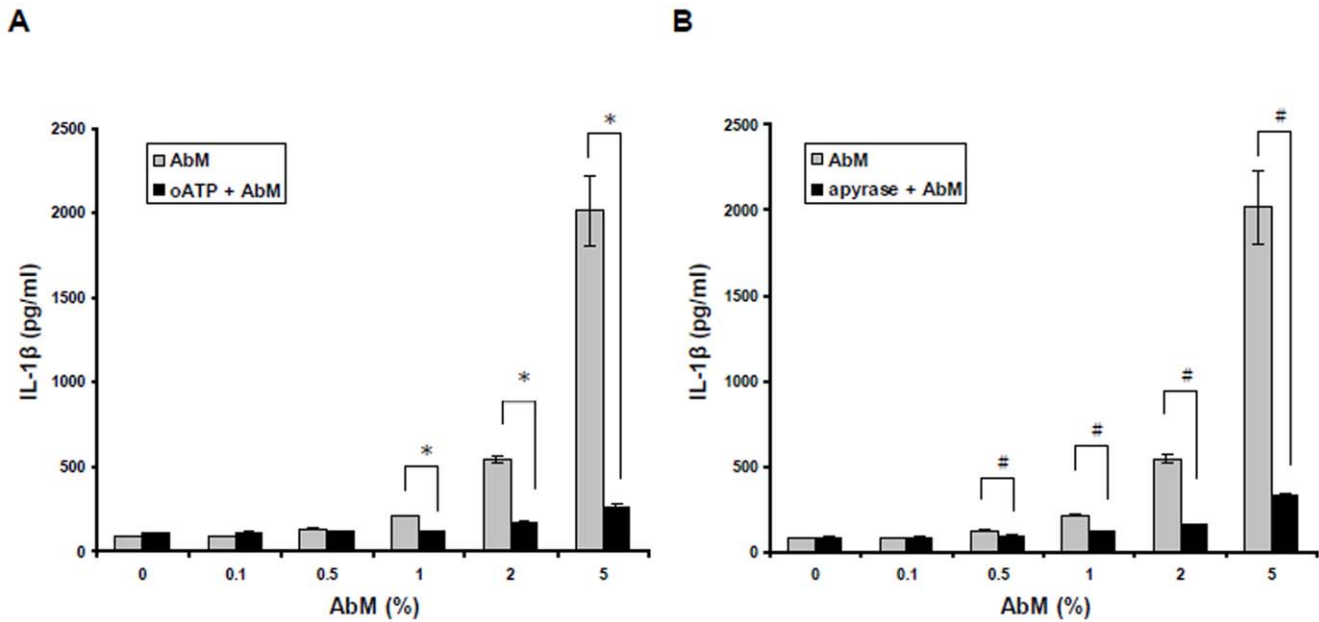 A
IL-1β (pg/ml)
2500
2000
1500
1000
500
0
AbM
oATP + AbM
*
*
*
0 0.1 0.5 1 2 5
AbM (%)
B
IL-1β (pg/ml)
2500
2000
1500
1000
500
0
AbM
apyrase + AbM
#
#
#
#
0 0.1 0.5 1 2 5
AbM (%)